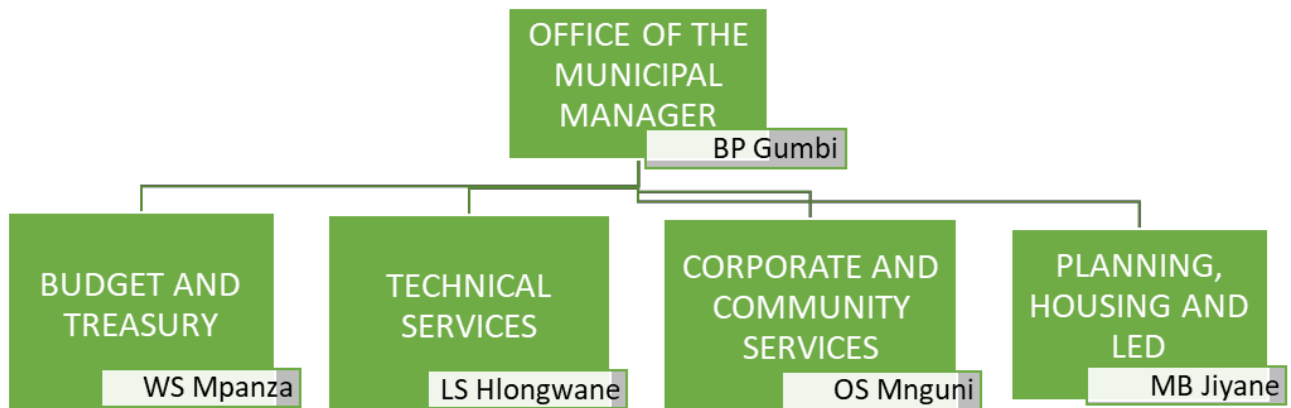 OFFICE OF THE
MUNICIPAL
MANAGER
BP Gumbi
BUDGET AND
TREASURY
WS Mpanza
TECHNICAL
SERVICES
LS Hlongwane
CORPORATE AND
COMMUNITY
SERVICES
OS Mnguni
PLANNING,
HOUSING AND
LED
MB Jiyane